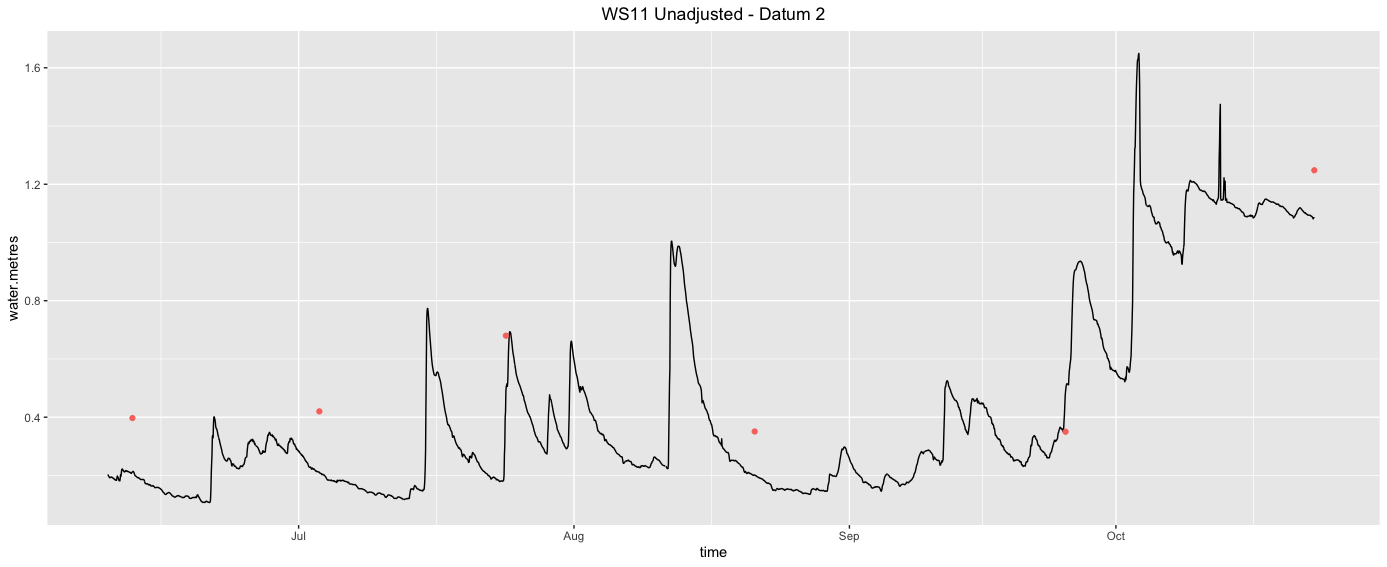 WS11 Unadjusted - Datum 2
water.metres
1.6
1.2
0.8
0.4
Jul
Aug
Sep
Oct
time